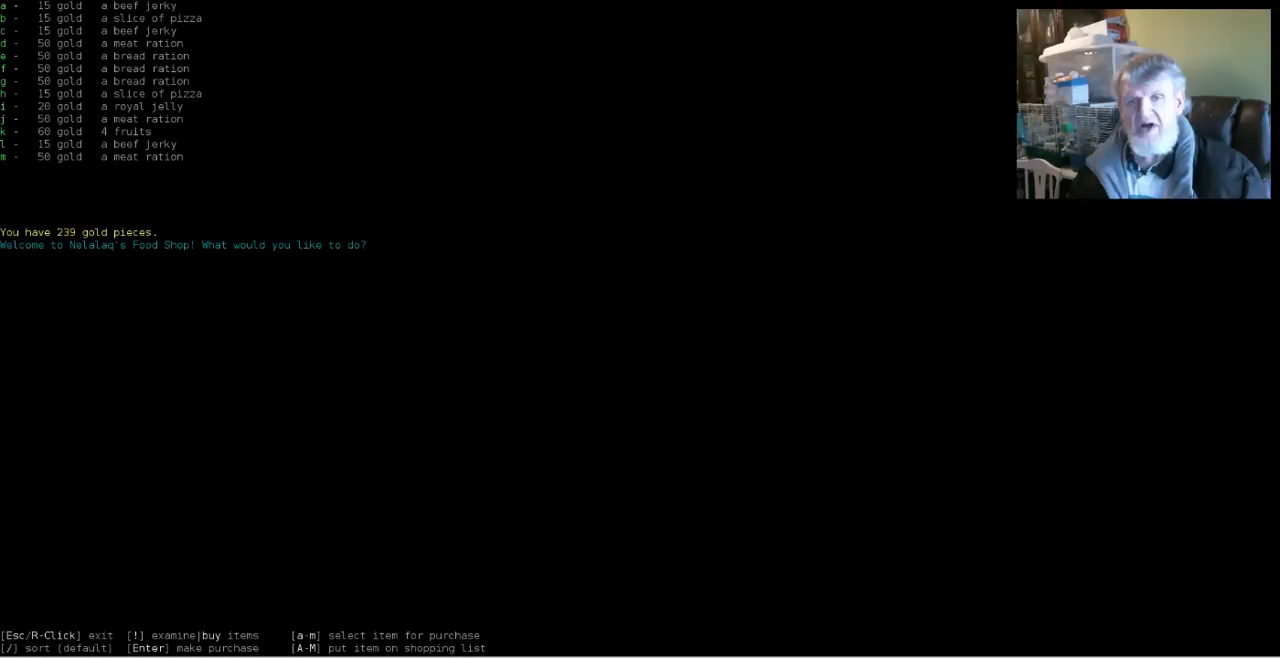 a -   15 gold   a beef jerky
b -   15 gold   a slice of pizza
c -   15 gold   a beef jerky
d -   50 gold   a meat ration
e -   50 gold   a bread ration
f -   50 gold   a bread ration
g -   50 gold   a bread ration
h -   15 gold   a slice of pizza
i -   20 gold   a royal jelly
j -   50 gold   a meat ration
k -   60 gold   4 fruits
l -   15 gold   a beef jerky
m -   50 gold   a meat ration
You have 239 gold pieces.
Welcome to Nelalaq's Food Shop! What would you like to do?
[Esc/R-Click] exit  [!] examine|buy items     [a-m] select item for purchase
[/] sort (default)  [Enter] make purchase     [A-M] put item on shopping list